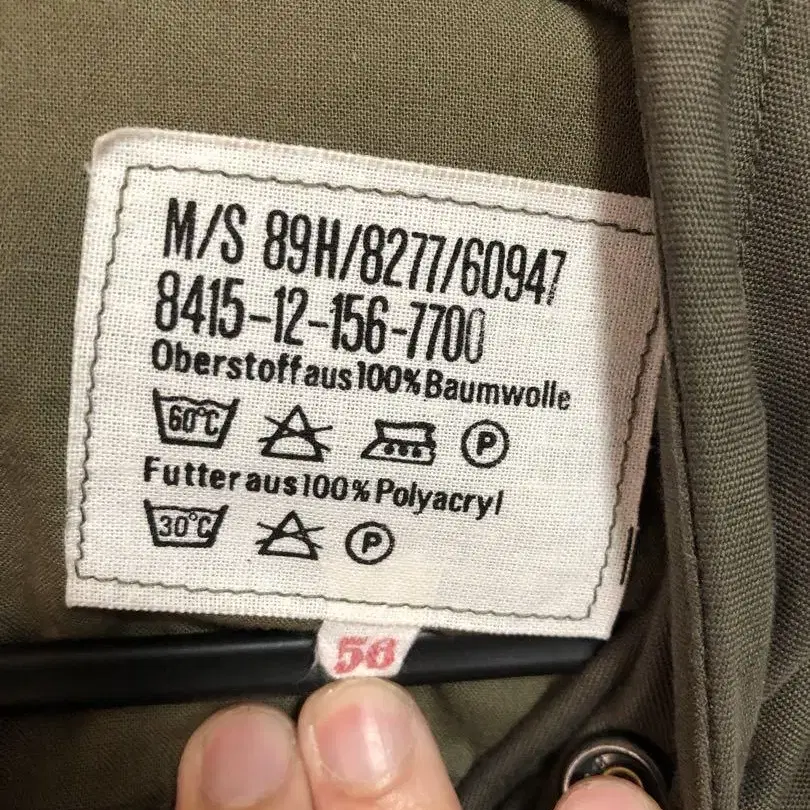 M/S 89H/8277/60947
8415-12-156-7700
Oberstoff aus 100% Baumwolle
60°C P
Futter aus 100% Polyacryl
30°C P
56